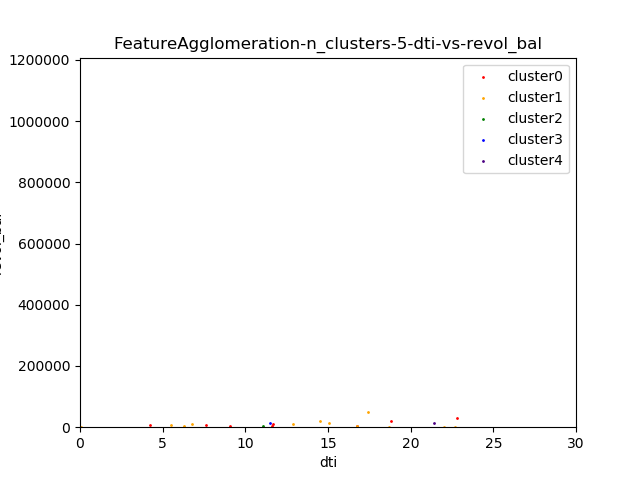 FeatureAgglomeration-n_clusters-5-dti-vs-revol_bal
1200000
1000000
800000
600000
400000
200000
0
0 5 10 15 20 25 30
dti
cluster0
cluster1
cluster2
cluster3
cluster4